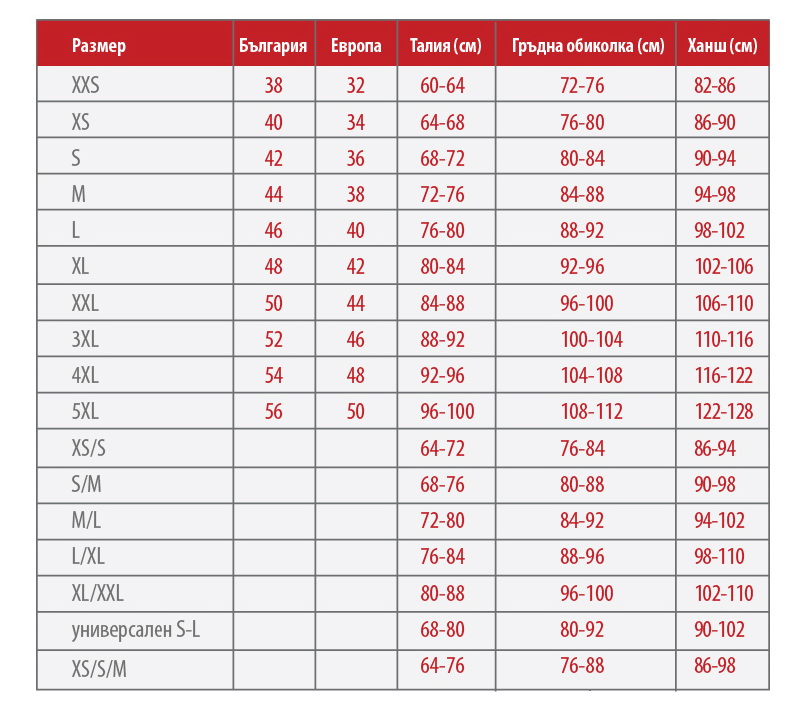 Размер България Европа Талия (см) Гръдна обиколка (см) Ханш (см)
XXS 38 32 60-64 72-76 82-86
XS 40 34 64-68 76-80 86-90
S 42 36 68-72 80-84 90-94
M 44 38 72-76 84-88 94-98
L 46 40 76-80 88-92 98-102
XL 48 42 80-84 92-96 102-106
XXL 50 44 84-88 96-100 106-110
3XL 52 46 88-92 100-104 110-116
4XL 54 48 92-96 104-108 116-122
5XL 56 50 96-100 108-112 122-128
XS/S 64-72 76-84 86-94
S/M 68-76 80-88 90-98
M/L 72-80 84-92 94-102
L/XL 76-84 88-96 98-110
XL/XXL 80-88 96-100 102-110
универсален S-L 68-80 80-92 90-102
XS/S/M 64-76 76-88 86-98